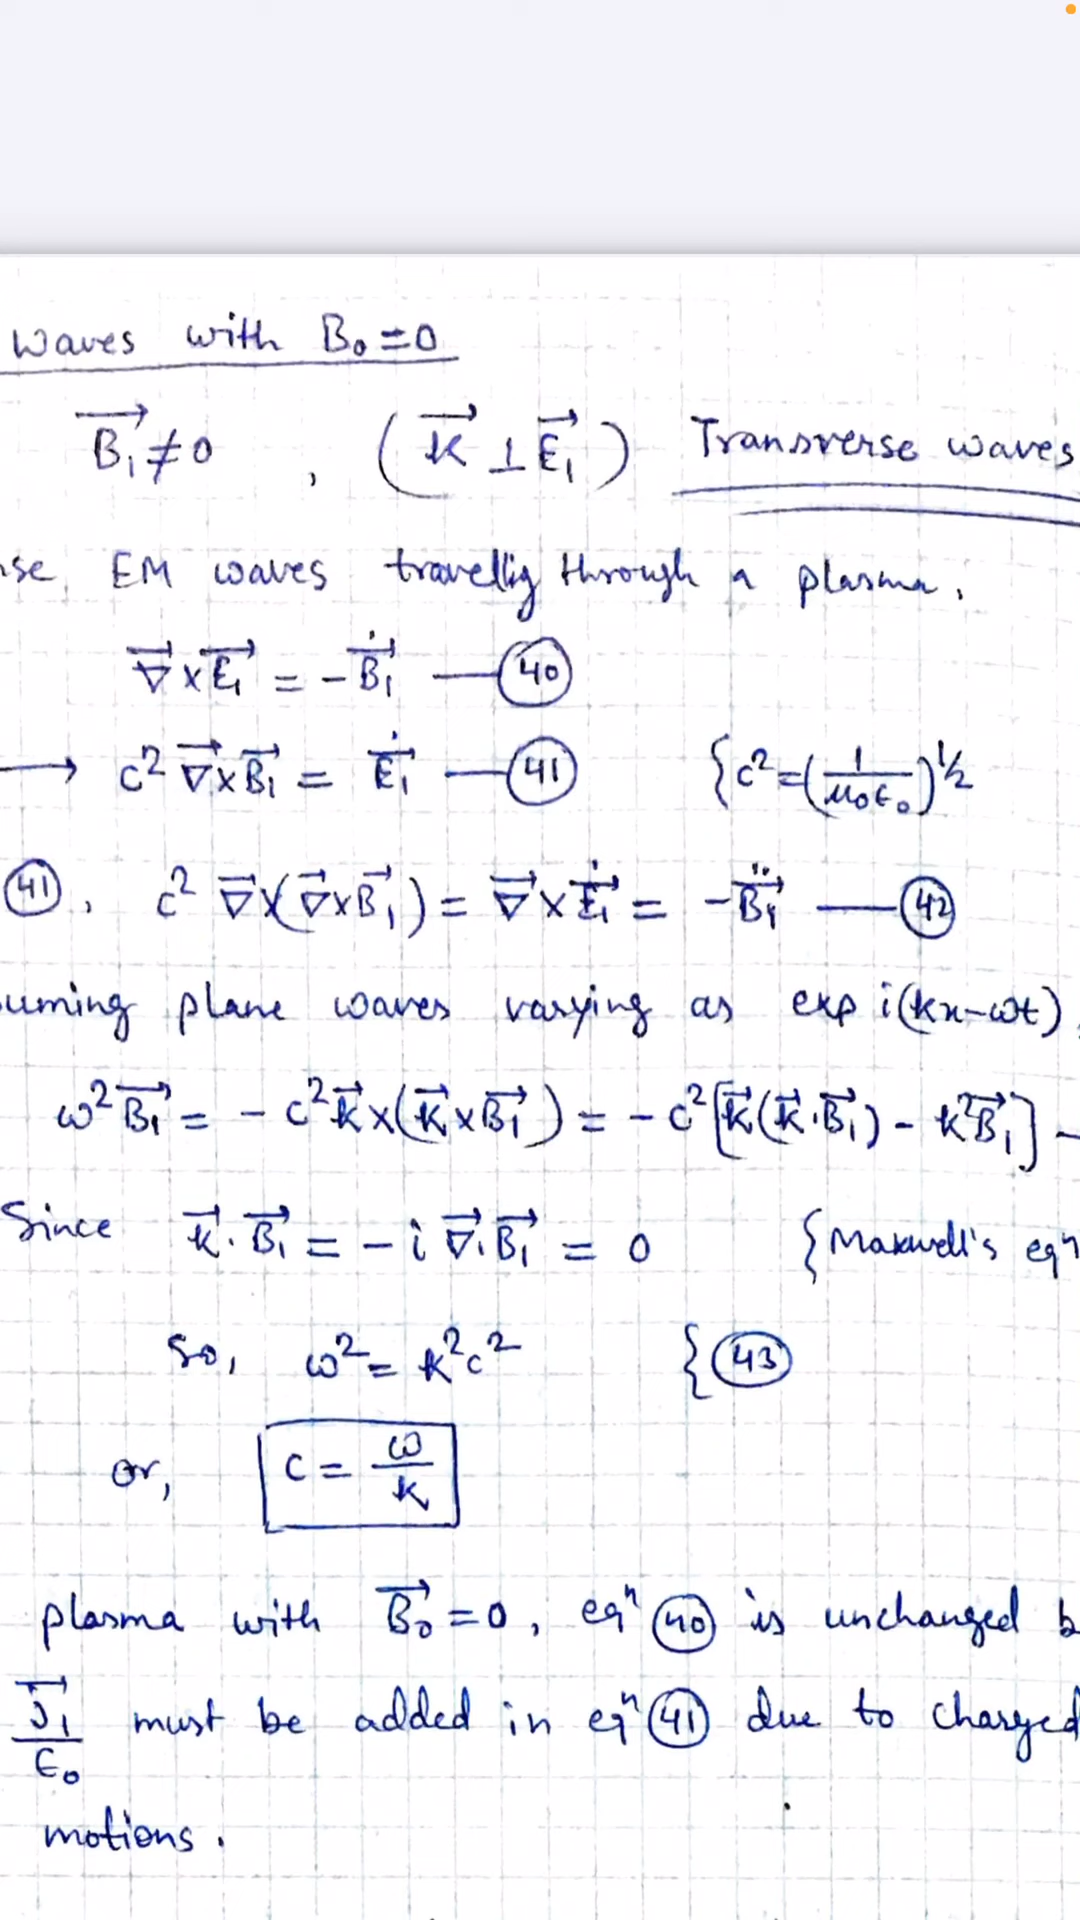 waves with B₀=0
B⃗₁≠0 , (k⃗ ⊥ E⃗₁) Transverse waves
nse, EM waves travellig through a plasma.
∇⃗×E⃗₁ = −Ḃ⃗₁ —(40)
→ c² ∇⃗×B⃗₁ = Ė⃗₁ —(41) {c²=(1/μ₀ε₀)^½
(41), c² ∇⃗×(∇⃗×B⃗₁) = ∇⃗×Ė⃗₁ = −B̈⃗₁ —(42)
uming plane waves varying as exp i(kx−ωt),
ω²B⃗₁ = − c²k⃗×(k⃗×B⃗₁) = − c²[k⃗(k⃗·B⃗₁) − k²B⃗₁] −
Since k⃗·B⃗₁ = − i ∇⃗·B⃗₁ = 0 {Maxwell's eqⁿ
So, ω² = k²c² {(43)
or, c = ω/k
plasma with B⃗₀=0, eqⁿ (40) is unchanged b
J⃗₁/ε₀ must be added in eqⁿ (41) due to charged
motions.